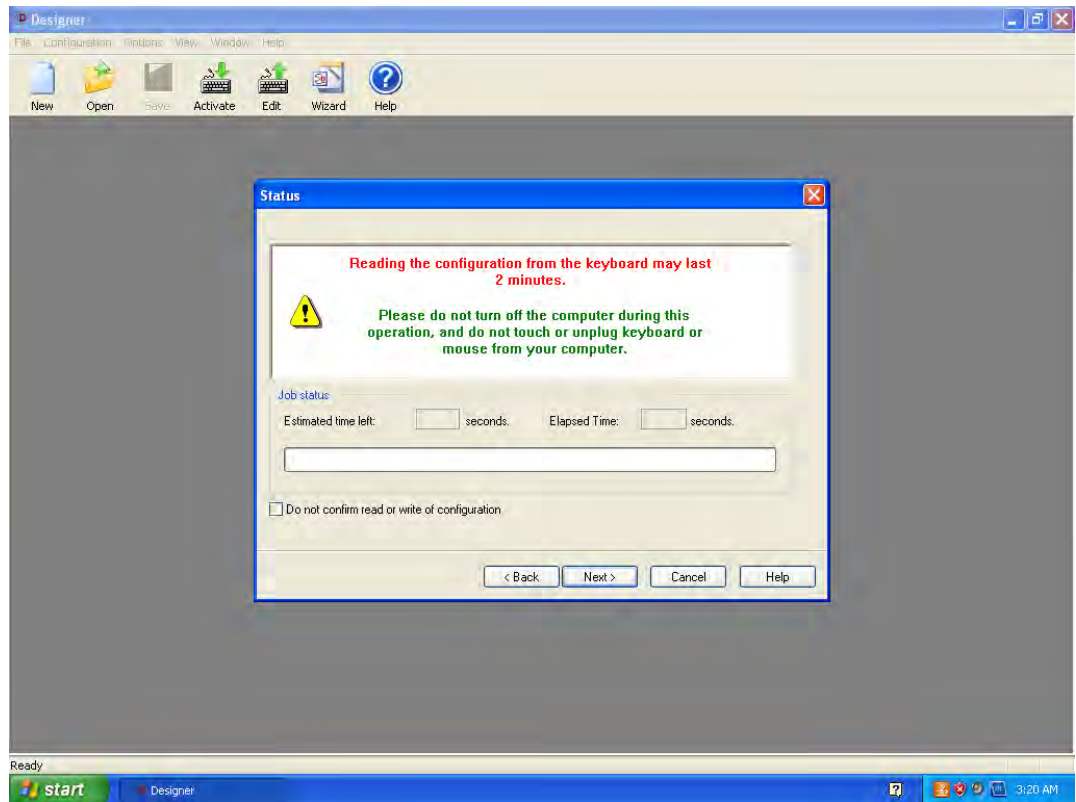 Designer
File Configuration Options View Window Help
New Open Save Activate Edit Wizard Help
Status
Reading the configuration from the keyboard may last
2 minutes.
Please do not turn off the computer during this
operation, and do not touch or unplug keyboard or
mouse from your computer.
Job status
Estimated time left: seconds. Elapsed Time: seconds.
Do not confirm read or write of configuration
< Back Next > Cancel Help
Ready
start Designer 3:20 AM